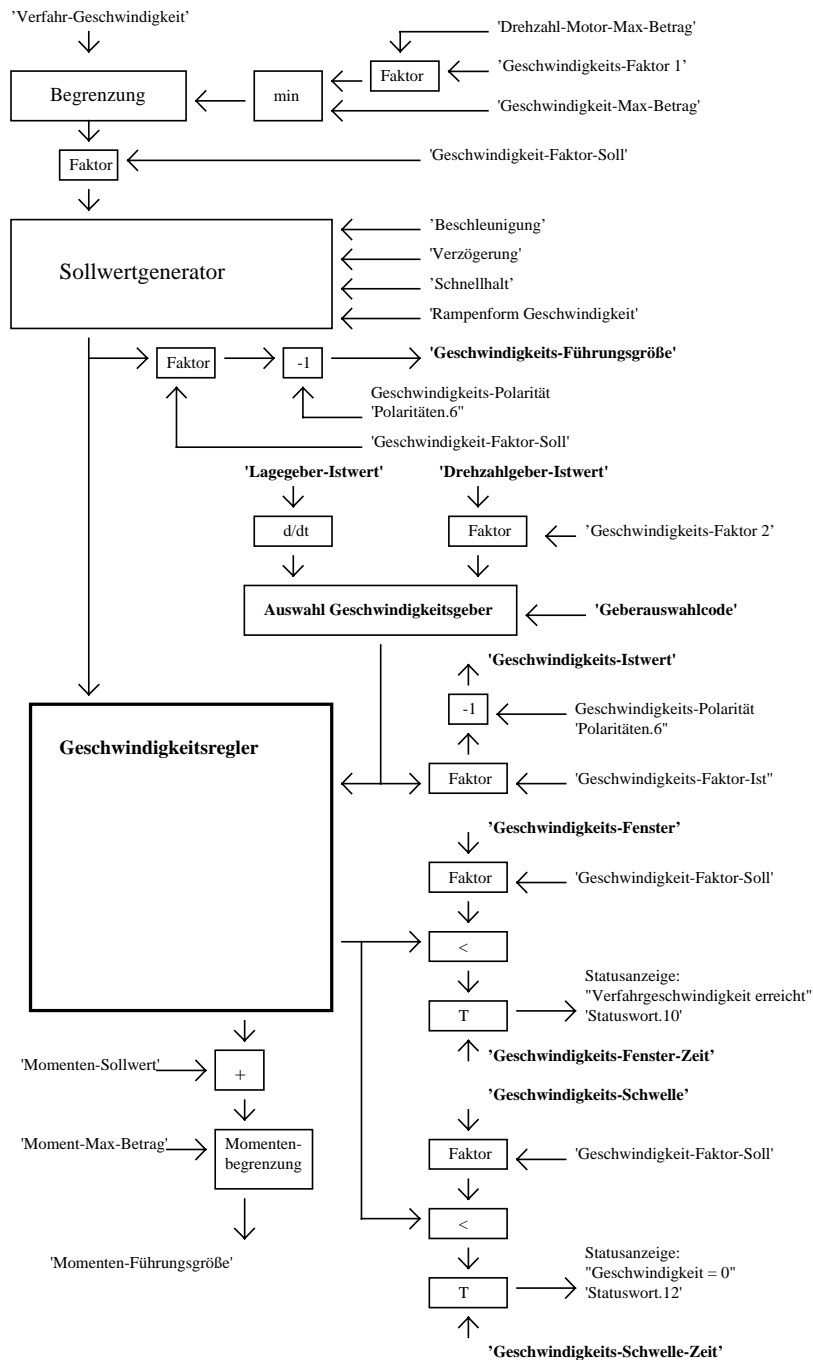 ’Verfahr-Geschwindigkeit’
'Drehzahl-Motor-Max-Betrag'
Begrenzung
min
Faktor
’Geschwindigkeits-Faktor 1’
'Geschwindigkeit-Max-Betrag'
Faktor
'Geschwindigkeit-Faktor-Soll'
Sollwertgenerator
’Beschleunigung’
'Verzögerung'
’Schnellhalt’
'Rampenform Geschwindigkeit'
Faktor
-1
'Geschwindigkeits-Führungsgröße'
Geschwindigkeits-Polarität
'Polaritäten.6"
'Geschwindigkeit-Faktor-Soll'
'Lagegeber-Istwert'
'Drehzahlgeber-Istwert'
d/dt
Faktor
’Geschwindigkeits-Faktor 2’
Auswahl Geschwindigkeitsgeber
'Geberauswahlcode'
'Geschwindigkeits-Istwert'
-1
Geschwindigkeits-Polarität
'Polaritäten.6"
Geschwindigkeitsregler
Faktor
'Geschwindigkeits-Faktor-Ist"
’Geschwindigkeits-Fenster’
Faktor
'Geschwindigkeit-Faktor-Soll'
<
T
Statusanzeige:
"Verfahrgeschwindigkeit erreicht"
'Statuswort.10'
'Geschwindigkeits-Fenster-Zeit'
'Momenten-Sollwert'
+
'Geschwindigkeits-Schwelle'
'Moment-Max-Betrag'
Momenten-
begrenzung
Faktor
'Geschwindigkeit-Faktor-Soll'
<
'Momenten-Führungsgröße'
T
Statusanzeige:
"Geschwindigkeit = 0"
'Statuswort.12'
'Geschwindigkeits-Schwelle-Zeit'